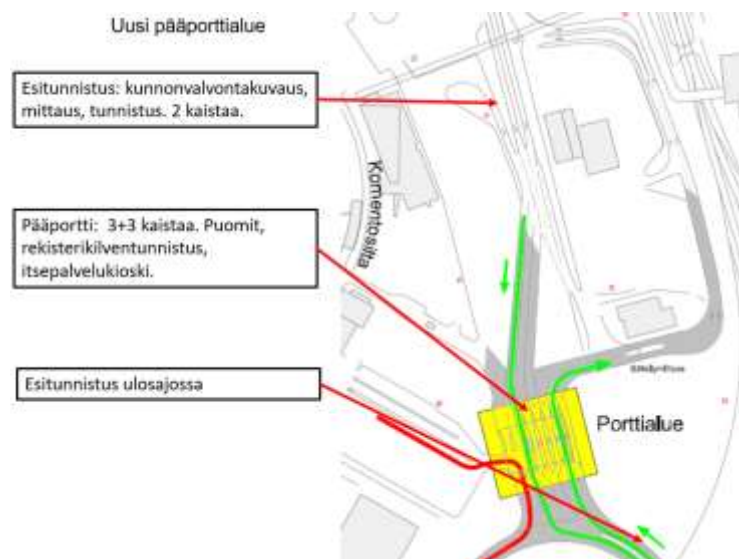 Uusi pääporttialue
Esitunnistus: kunnonvalvontakuvaus,
mittaus, tunnistus. 2 kaistaa.
Pääportti: 3+3 kaistaa. Puomit,
rekisterikilventunnistus,
itsepalvelukioski.
Esitunnistus ulosajossa
Komentosilta
Porttialue